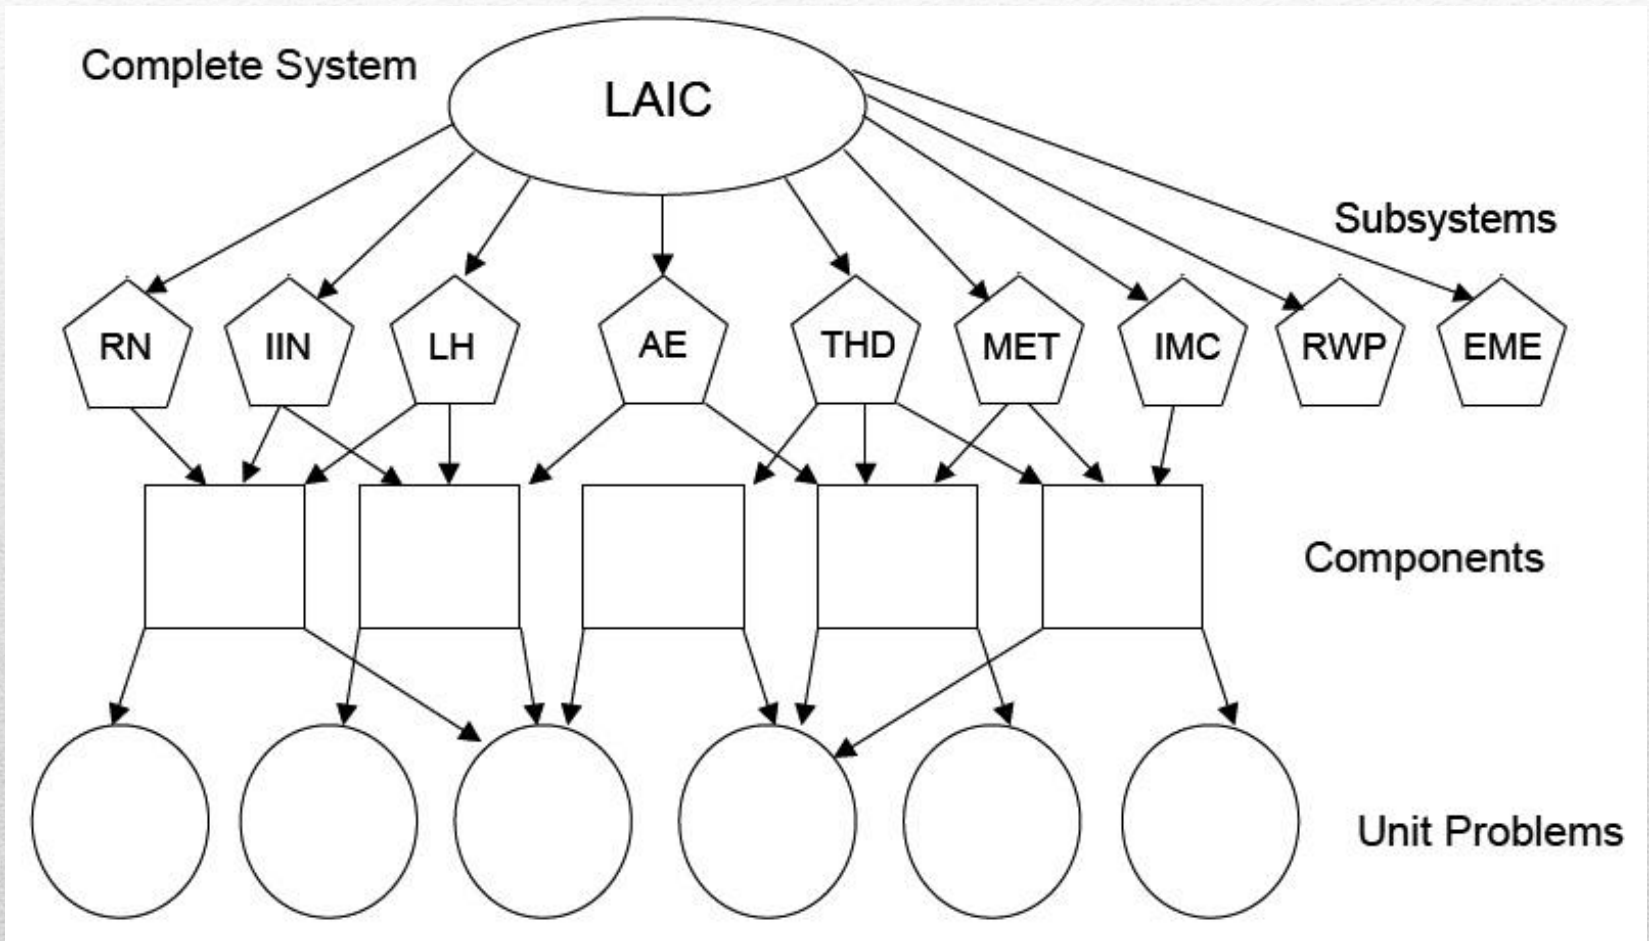 Complete System
LAIC
Subsystems
RN
IIN
LH
AE
THD
MET
IMC
RWP
EME
Components
Unit Problems